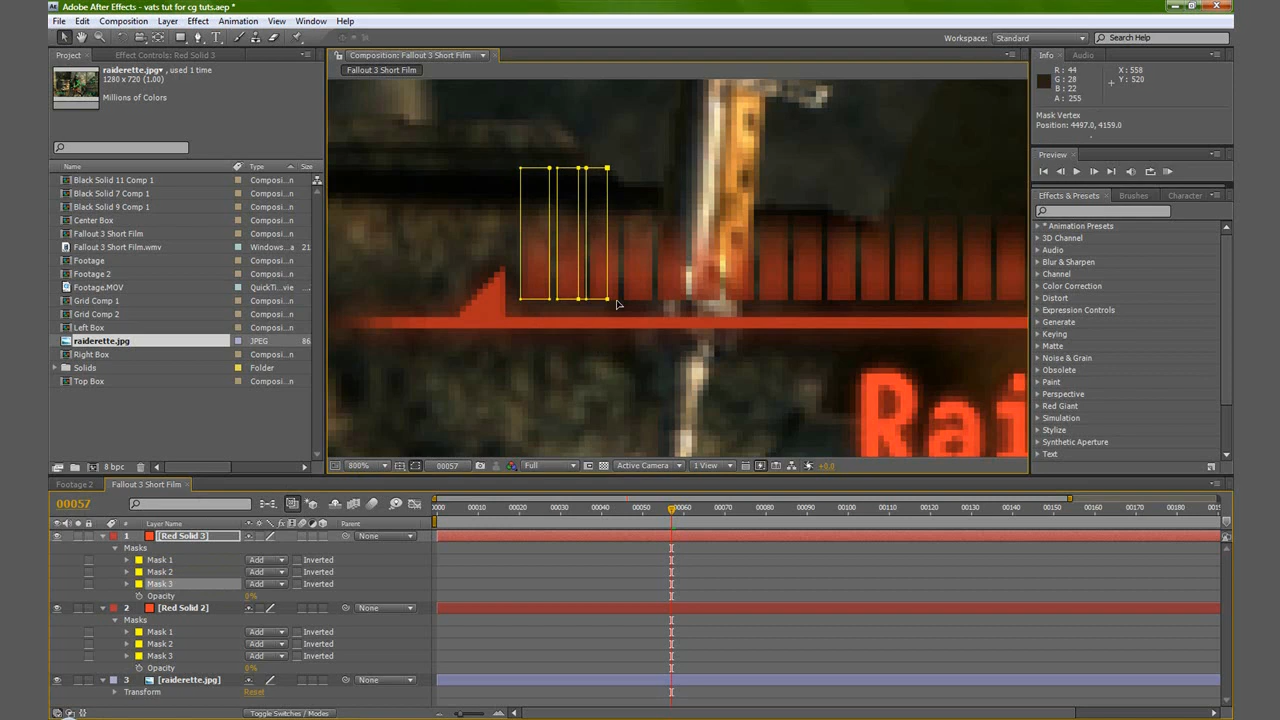 Adobe After Effects - vats tut for cg tuts.aep *
File Edit Composition Layer Effect Animation View Window Help
Workspace: Standard Search Help
Project Effect Controls: Red Solid 3
raiderette.jpg , used 1 time
1280 x 720 (1.00)
Millions of Colors
Name Type Size
Black Solid 11 Comp 1 Composi...n
Black Solid 7 Comp 1 Composi...n
Black Solid 9 Comp 1 Composi...n
Center Box Composi...n
Fallout 3 Short Film Composi...n
Fallout 3 Short Film.wmv Windows...a 21
Footage Composi...n
Footage 2 Composi...n
Footage.MOV QuickTi...vie
Grid Comp 1 Composi...n
Grid Comp 2 Composi...n
Left Box Composi...n
raiderette.jpg JPEG 86
Right Box Composi...n
Solids Folder
Top Box Composi...n
8 bpc
Composition: Fallout 3 Short Film
Fallout 3 Short Film
Rai
800% 00057 Full Active Camera 1 View +0.0
Info Audio
R: 44 X: 558
G: 28 Y: 520
B: 22
A: 255
Mask Vertex
Position: 4497.0, 4159.0
Preview
Effects & Presets Brushes Character
* Animation Presets
3D Channel
Audio
Blur & Sharpen
Channel
Color Correction
Distort
Expression Controls
Generate
Keying
Matte
Noise & Grain
Obsolete
Paint
Perspective
Red Giant
Simulation
Stylize
Synthetic Aperture
Text
Footage 2 Fallout 3 Short Film
00057
0000 00010 00020 00030 00040 00050 00060 00070 00080 00090 00100 00110 00120 00130 00140 00150 00160 00170 00180 0019
# Layer Name Parent
1 [Red Solid 3] None
Masks
Mask 1 Add Inverted
Mask 2 Add Inverted
Mask 3 Add Inverted
Opacity 0%
2 [Red Solid 2] None
Masks
Mask 1 Add Inverted
Mask 2 Add Inverted
Mask 3 Add Inverted
Opacity 0%
3 [raiderette.jpg] None
Transform Reset
Toggle Switches / Modes